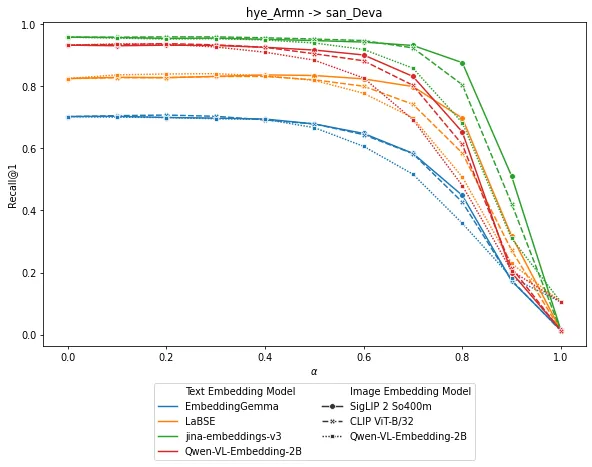 hye_Armn -> san_Deva
1.0
0.8
0.6
0.4
0.2
0.0
Recall@1
0.0 0.2 0.4 0.6 0.8 1.0
α
Text Embedding Model Image Embedding Model
EmbeddingGemma SigLIP 2 So400m
LaBSE CLIP ViT-B/32
jina-embeddings-v3 Qwen-VL-Embedding-2B
Qwen-VL-Embedding-2B